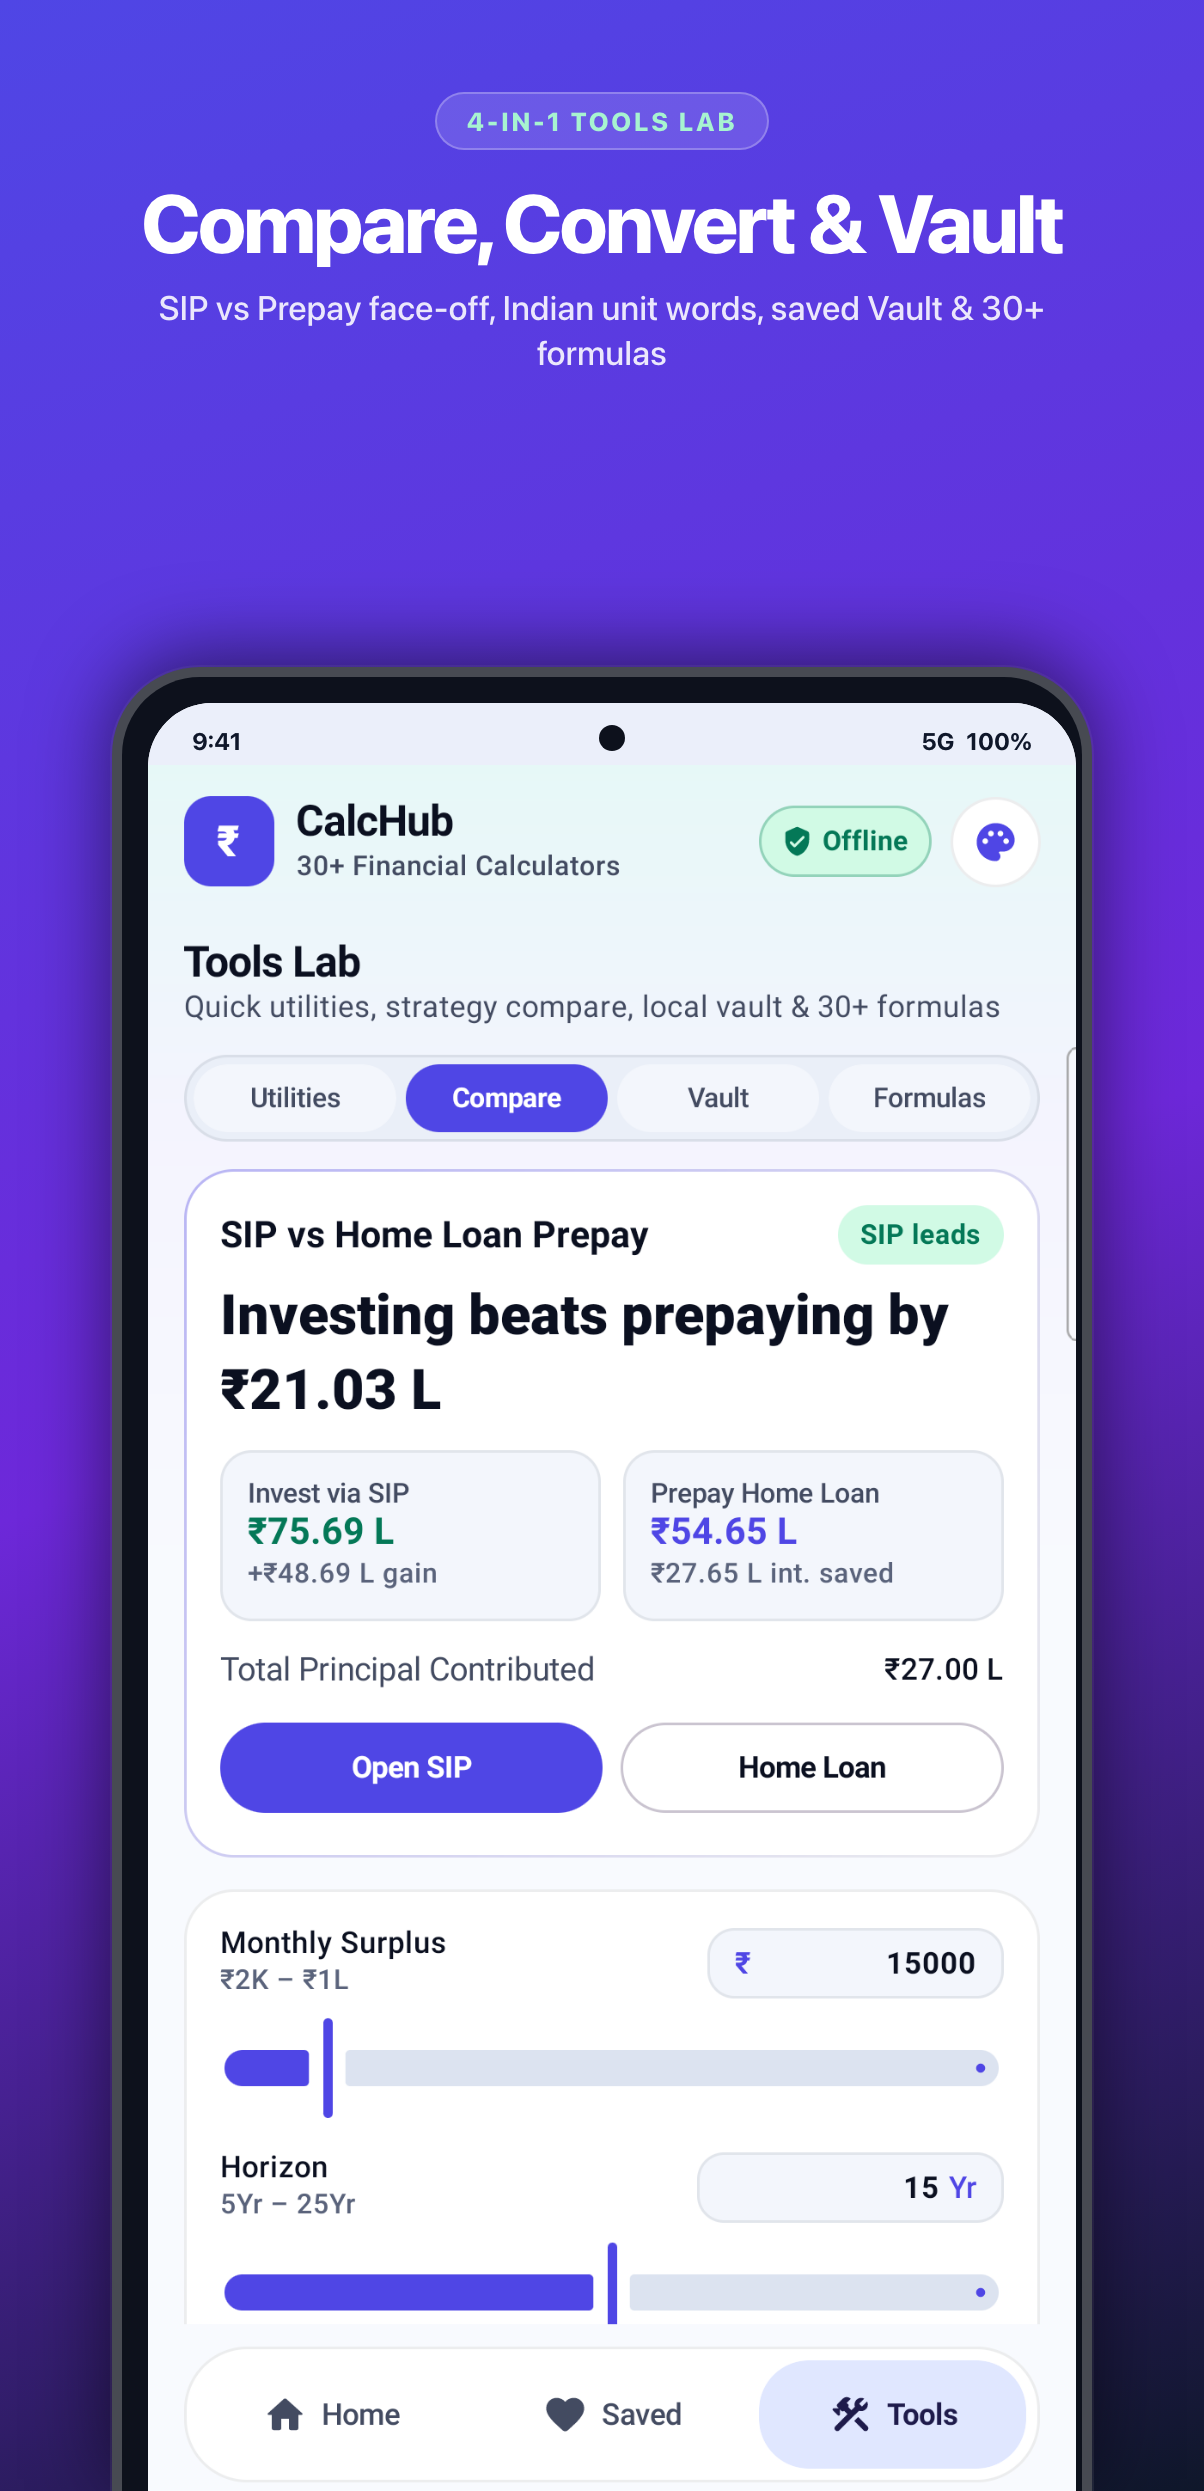 4-IN-1 TOOLS LAB
Compare, Convert & Vault
SIP vs Prepay face-off, Indian unit words, saved Vault & 30+
formulas
9:41
5G 100%
₹
CalcHub
30+ Financial Calculators
Offline
Tools Lab
Quick utilities, strategy compare, local vault & 30+ formulas
Utilities
Compare
Vault
Formulas
SIP vs Home Loan Prepay
SIP leads
Investing beats prepaying by
₹21.03 L
Invest via SIP
₹75.69 L
+₹48.69 L gain
Prepay Home Loan
₹54.65 L
₹27.65 L int. saved
Total Principal Contributed
₹27.00 L
Open SIP
Home Loan
Monthly Surplus
₹2K – ₹1L
₹ 15000
Horizon
5Yr – 25Yr
15 Yr
Home
Saved
Tools